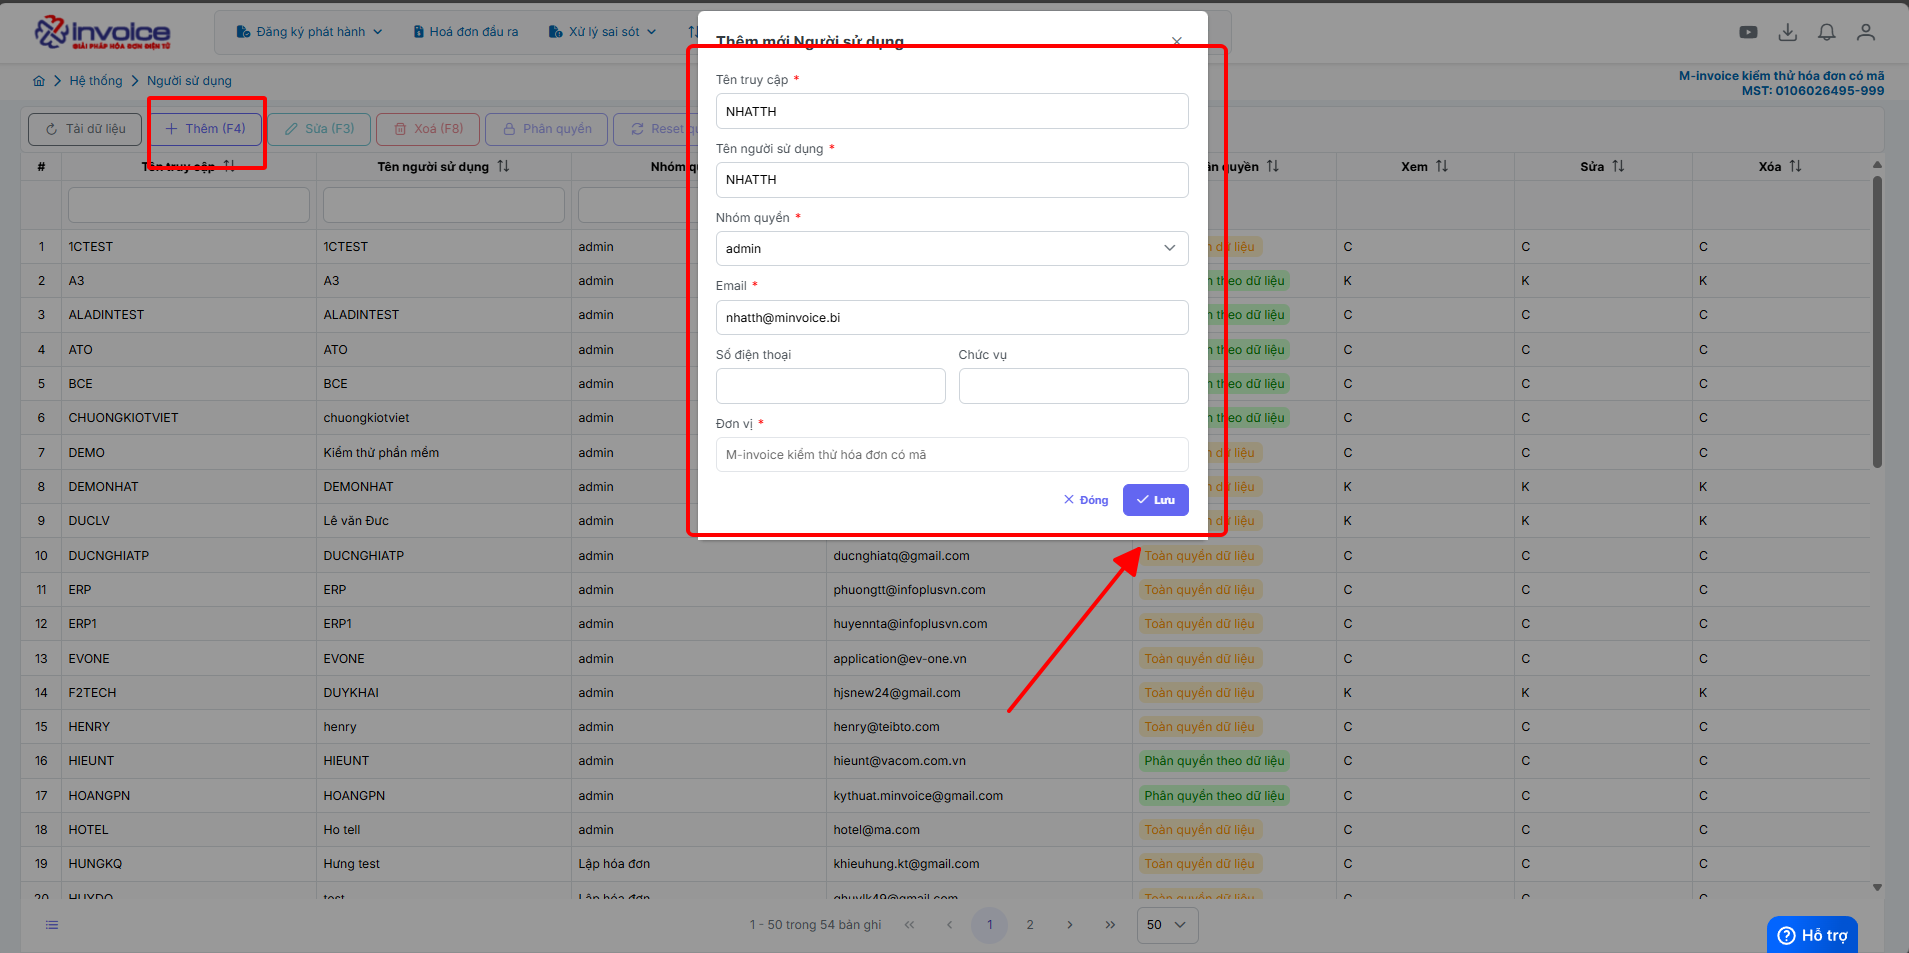 invoice
GIẢI PHÁP HÓA ĐƠN ĐIỆN TỬ
Đăng ký phát hành
Hoá đơn đầu ra
Xử lý sai sót
Hệ thống > Người sử dụng
M-invoice kiểm thử hóa đơn có mã
MST: 0106026495-999
Tải dữ liệu
Thêm (F4)
Sửa (F3)
Xoá (F8)
Phân quyền
Reset
Thêm mới Người sử dụng
Tên truy cập *
NHATTH
Tên người sử dụng *
NHATTH
Nhóm quyền *
admin
Email *
nhatth@minvoice.bi
Số điện thoại Chức vụ
Đơn vị *
M-invoice kiểm thử hóa đơn có mã
Đóng Lưu
# Tên truy cập Tên người sử dụng Nhóm quyền Xem Sửa Xóa
1 1CTEST 1CTEST admin dữ liệu C C C
2 A3 A3 admin theo dữ liệu K K K
3 ALADINTEST ALADINTEST admin theo dữ liệu C C C
4 ATO ATO admin theo dữ liệu C C C
5 BCE BCE admin theo dữ liệu C C C
6 CHUONGKIOTVIET chuongkiotviet admin theo dữ liệu C C C
7 DEMO Kiểm thử phần mềm admin dữ liệu C C C
8 DEMONHAT DEMONHAT admin dữ liệu K K K
9 DUCLV Lê văn Đưc admin dữ liệu K K K
10 DUCNGHIATP DUCNGHIATP admin ducnghiatq@gmail.com Toàn quyền dữ liệu C C C
11 ERP ERP admin phuongtt@infoplusvn.com Toàn quyền dữ liệu C C C
12 ERP1 ERP1 admin huyennta@infoplusvn.com Toàn quyền dữ liệu C C C
13 EVONE EVONE admin application@ev-one.vn Toàn quyền dữ liệu C C C
14 F2TECH DUYKHAI admin hjsnew24@gmail.com Toàn quyền dữ liệu K K K
15 HENRY henry admin henry@teibto.com Toàn quyền dữ liệu C C C
16 HIEUNT HIEUNT admin hieunt@vacom.com.vn Phân quyền theo dữ liệu C C C
17 HOANGPN HOANGPN admin kythuat.minvoice@gmail.com Phân quyền theo dữ liệu C C C
18 HOTEL Ho tell admin hotel@ma.com Toàn quyền dữ liệu C C C
19 HUNGKQ Hưng test Lập hóa đơn khieuhung.kt@gmail.com Toàn quyền dữ liệu C C C
20 HUYDQ test Lập hóa đơn Toàn quyền dữ liệu C C C
1 - 50 trong 54 bản ghi « ‹ 1 2 › » 50
Hỗ trợ